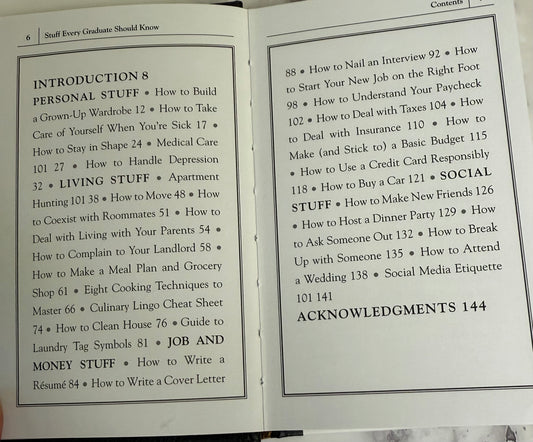 6 Stuff Every Graduate Should Know
INTRODUCTION 8
PERSONAL STUFF • How to Build
a Grown-Up Wardrobe 12 • How to Take
Care of Yourself When You're Sick 17 •
How to Stay in Shape 24 • Medical Care
101 27 • How to Handle Depression
32 • LIVING STUFF • Apartment
Hunting 101 38 • How to Move 48 • How
to Coexist with Roommates 51 • How to
Deal with Living with Your Parents 54 •
How to Complain to Your Landlord 58 •
How to Make a Meal Plan and Grocery
Shop 61 • Eight Cooking Techniques to
Master 66 • Culinary Lingo Cheat Sheet
74 • How to Clean House 76 • Guide to
Laundry Tag Symbols 81 • JOB AND
MONEY STUFF • How to Write a
Résumé 84 • How to Write a Cover Letter
Contents
88 • How to Nail an Interview 92 • How
to Start Your New Job on the Right Foot
98 • How to Understand Your Paycheck
102 • How to Deal with Taxes 104 • How
to Deal with Insurance 110 • How to
Make (and Stick to) a Basic Budget 115
• How to Use a Credit Card Responsibly
118 • How to Buy a Car 121 • SOCIAL
STUFF • How to Make New Friends 126
• How to Host a Dinner Party 129 • How
to Ask Someone Out 132 • How to Break
Up with Someone 135 • How to Attend
a Wedding 138 • Social Media Etiquette
101 141
ACKNOWLEDGMENTS 144